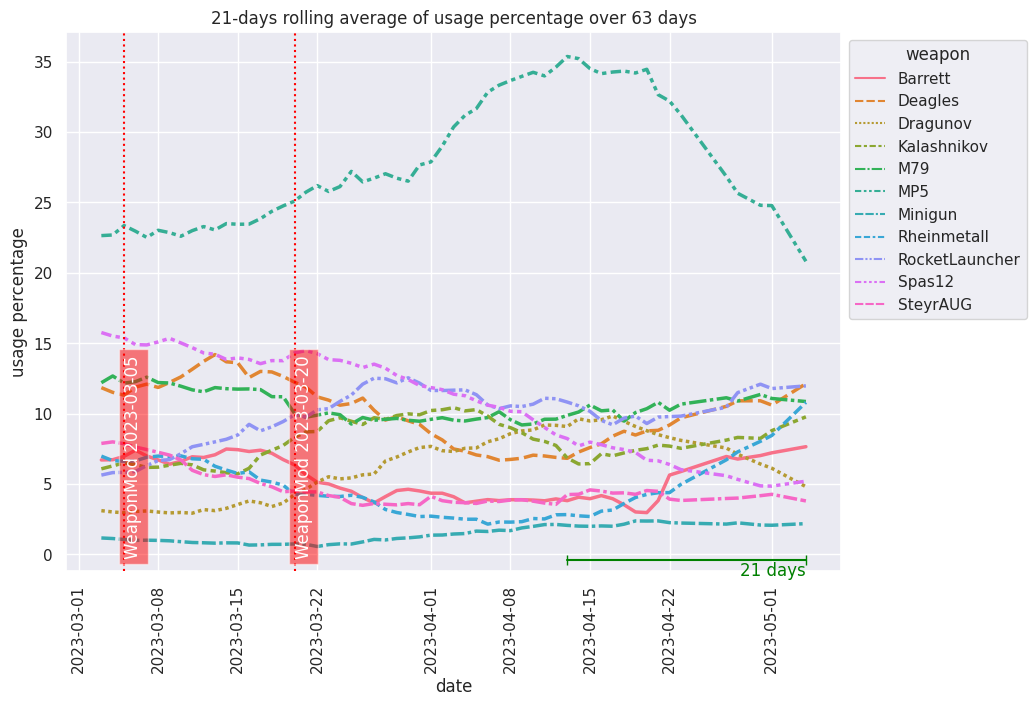 21-days rolling average of usage percentage over 63 days
usage percentage
35
30
25
20
15
10
5
0
WeaponMod 2023-03-05
WeaponMod 2023-03-20
21 days
2023-03-01
2023-03-08
2023-03-15
2023-03-22
2023-04-01
2023-04-08
2023-04-15
2023-04-22
2023-05-01
date
weapon
Barrett
Deagles
Dragunov
Kalashnikov
M79
MP5
Minigun
Rheinmetall
RocketLauncher
Spas12
SteyrAUG